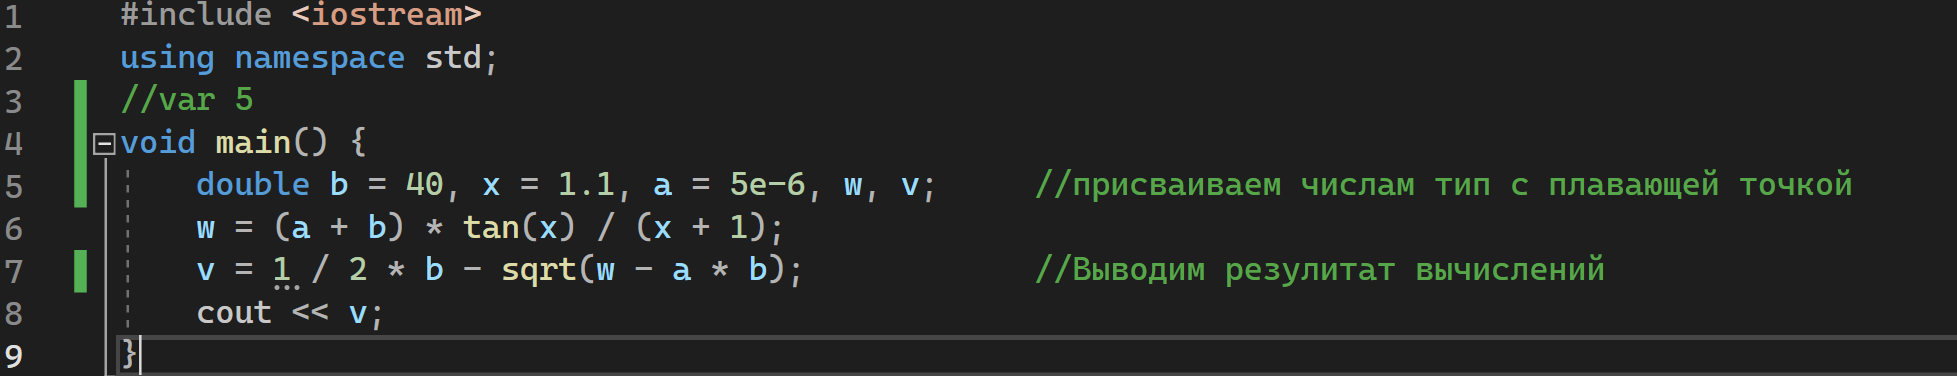 1 #include <iostream>
2 using namespace std;
3 //var 5
4 void main() {
5 double b = 40, x = 1.1, a = 5e-6, w, v; //присваиваем числам тип с плавающей точкой
6 w = (a + b) * tan(x) / (x + 1);
7 v = 1 / 2 * b - sqrt(w - a * b); //Выводим резулитат вычислений
8 cout << v;
9 }